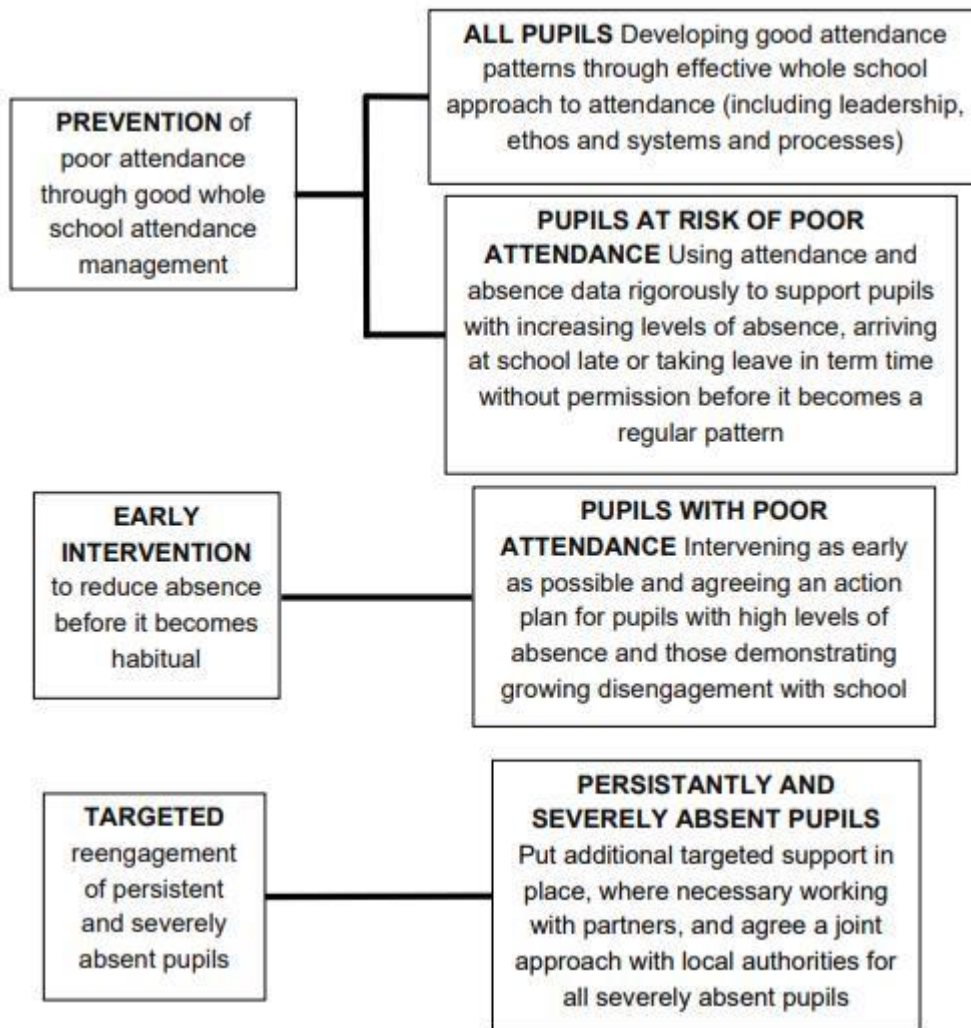 PREVENTION of
poor attendance
through good whole
school attendance
management
ALL PUPILS Developing good attendance
patterns through effective whole school
approach to attendance (including leadership,
ethos and systems and processes)
PUPILS AT RISK OF POOR
ATTENDANCE Using attendance and
absence data rigorously to support pupils
with increasing levels of absence, arriving
at school late or taking leave in term time
without permission before it becomes a
regular pattern
EARLY
INTERVENTION
to reduce absence
before it becomes
habitual
PUPILS WITH POOR
ATTENDANCE Intervening as early
as possible and agreeing an action
plan for pupils with high levels of
absence and those demonstrating
growing disengagement with school
TARGETED
reengagement
of persistent
and severely
absent pupils
PERSISTANTLY AND
SEVERELY ABSENT PUPILS
Put additional targeted support in
place, where necessary working
with partners, and agree a joint
approach with local authorities for
all severely absent pupils